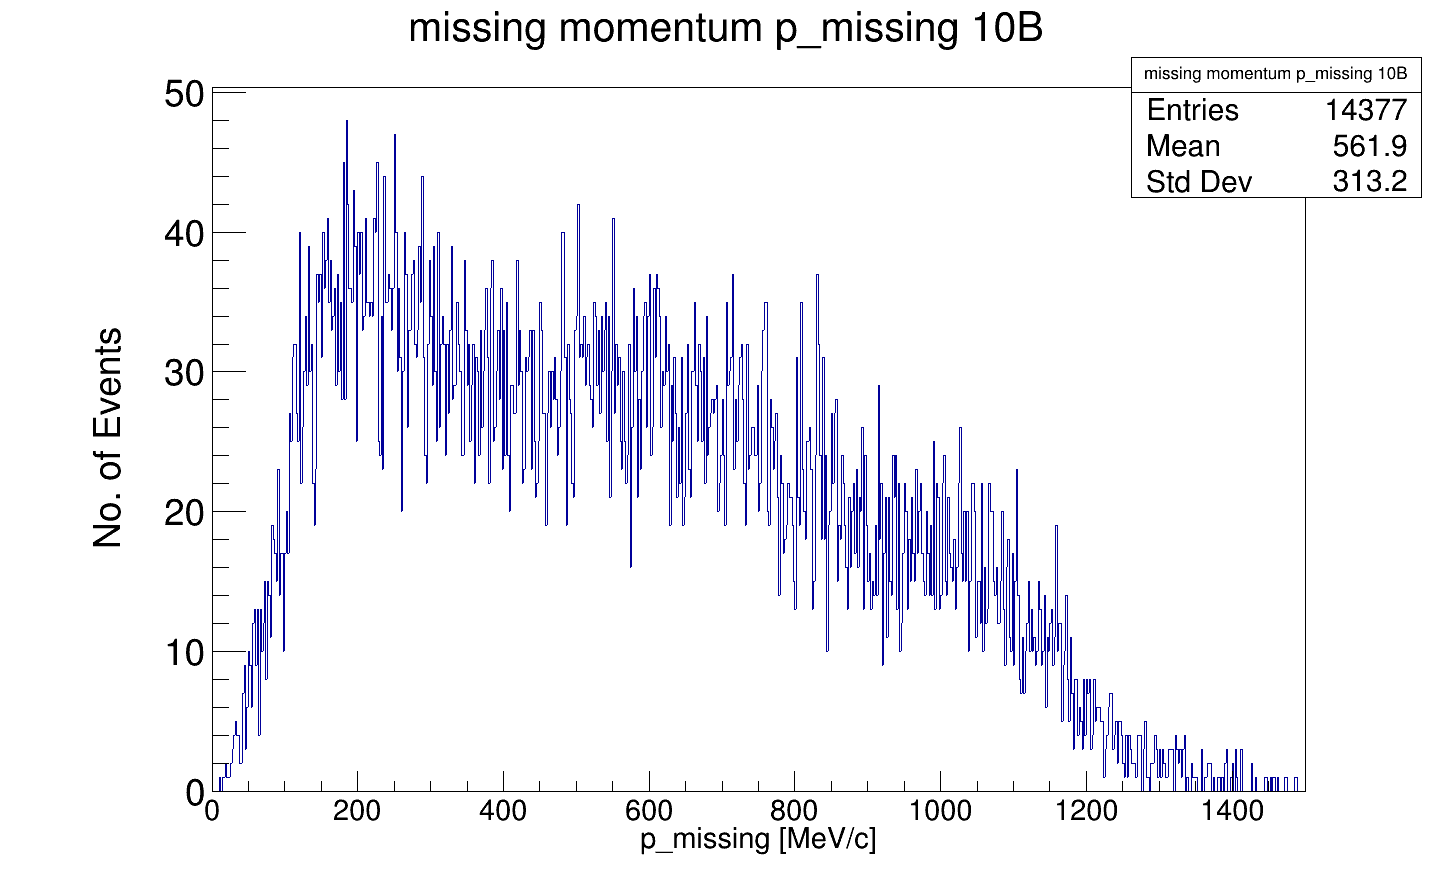 missing momentum p_missing 10B
missing momentum p_missing 10B
Entries 14377
Mean 561.9
Std Dev 313.2
50
40
30
20
10
0
No. of Events
0 200 400 600 800 1000 1200 1400
p_missing [MeV/c]